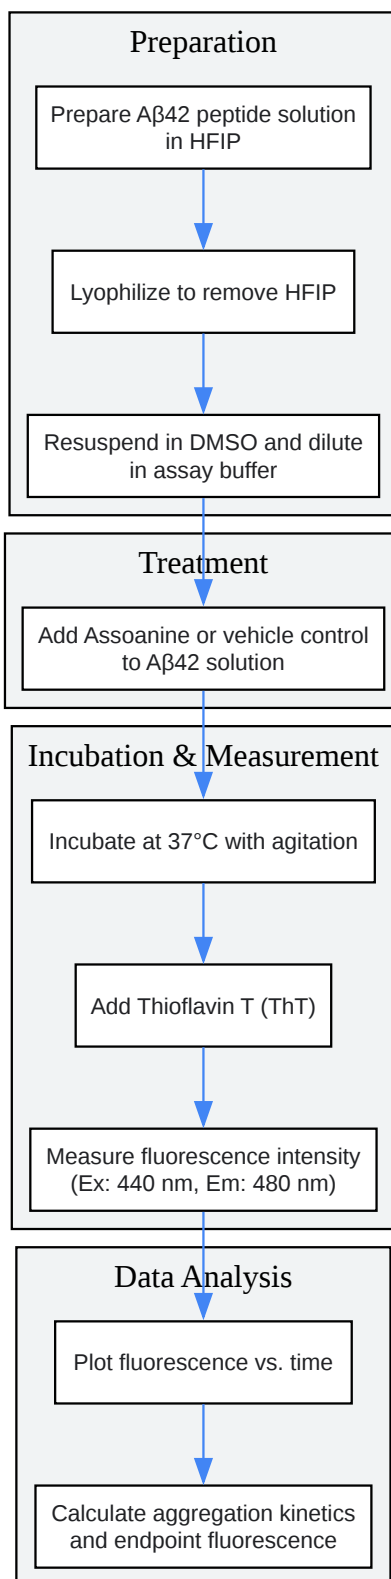 Preparation
Prepare Aβ42 peptide solution
in HFIP
Lyophilize to remove HFIP
Resuspend in DMSO and dilute
in assay buffer
Treatment
Add Assoanine or vehicle control
to Aβ42 solution
Incubation & Measurement
Incubate at 37°C with agitation
Add Thioflavin T (ThT)
Measure fluorescence intensity
(Ex: 440 nm, Em: 480 nm)
Data Analysis
Plot fluorescence vs. time
Calculate aggregation kinetics
and endpoint fluorescence